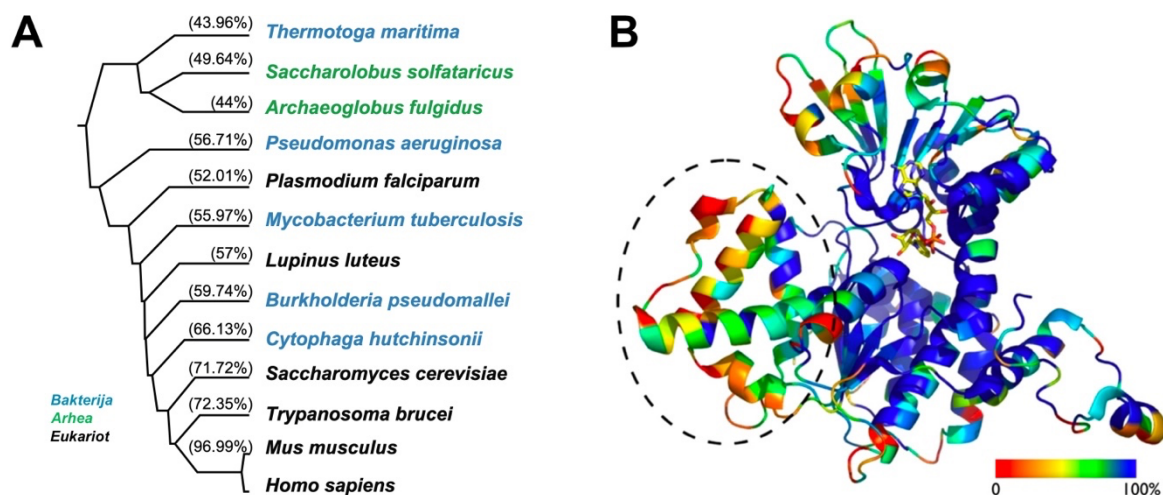 A
(43.96%) Thermotoga maritima
(49.64%) Saccharolobus solfataricus
(44%) Archaeoglobus fulgidus
(56.71%) Pseudomonas aeruginosa
(52.01%) Plasmodium falciparum
(55.97%) Mycobacterium tuberculosis
(57%) Lupinus luteus
(59.74%) Burkholderia pseudomallei
(66.13%) Cytophaga hutchinsonii
(71.72%) Saccharomyces cerevisiae
(72.35%) Trypanosoma brucei
(96.99%) Mus musculus
Homo sapiens
Bakterija
Arhea
Eukariot
B
0 100%